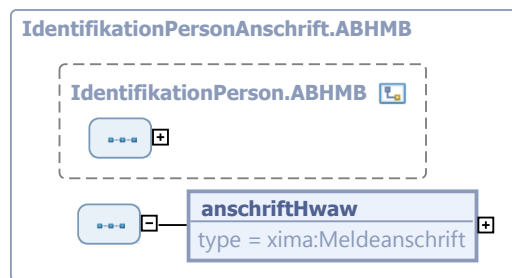 IdentifikationPersonAnschrift.ABHMB
IdentifikationPerson.ABHMB
anschriftHwaw
type = xima:Meldeanschrift